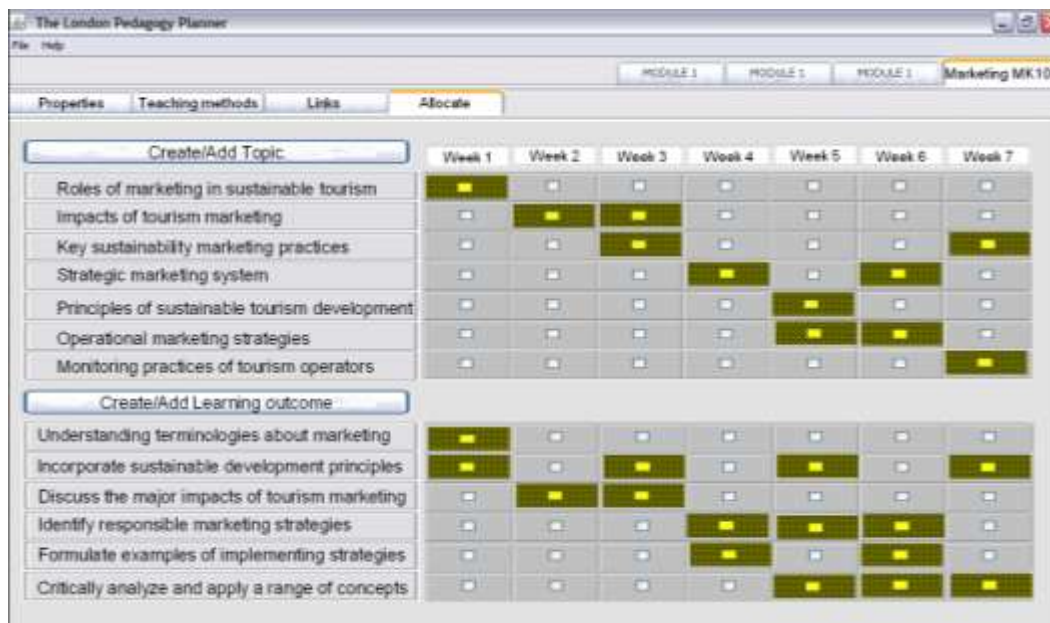 The London Pedagogy Planner
File Help
MODULE 1 MODULE 1 MODULE 1 Marketing MK10
Properties Teaching methods Links Allocate
Create/Add Topic Week 1 Week 2 Week 3 Week 4 Week 5 Week 6 Week 7
Roles of marketing in sustainable tourism
Impacts of tourism marketing
Key sustainability marketing practices
Strategic marketing system
Principles of sustainable tourism development
Operational marketing strategies
Monitoring practices of tourism operators
Create/Add Learning outcome
Understanding terminologies about marketing
Incorporate sustainable development principles
Discuss the major impacts of tourism marketing
Identify responsible marketing strategies
Formulate examples of implementing strategies
Critically analyze and apply a range of concepts